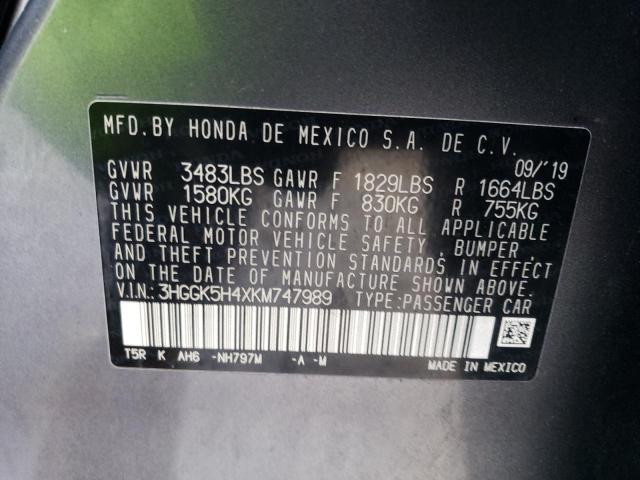 MFD. BY HONDA DE MEXICO S.A. DE C.V.
09/'19
GVWR 3483LBS GAWR F 1829LBS R 1664LBS
GVWR 1580KG GAWR F 830KG R 755KG
THIS VEHICLE CONFORMS TO ALL APPLICABLE
FEDERAL MOTOR VEHICLE SAFETY, BUMPER,
AND THEFT PREVENTION STANDARDS IN EFFECT
ON THE DATE OF MANUFACTURE SHOWN ABOVE.
V.I.N.: 3HGGK5H4XKM747989 TYPE:PASSENGER CAR
T5R K AH6 -NH797M -A -M
MADE IN MEXICO